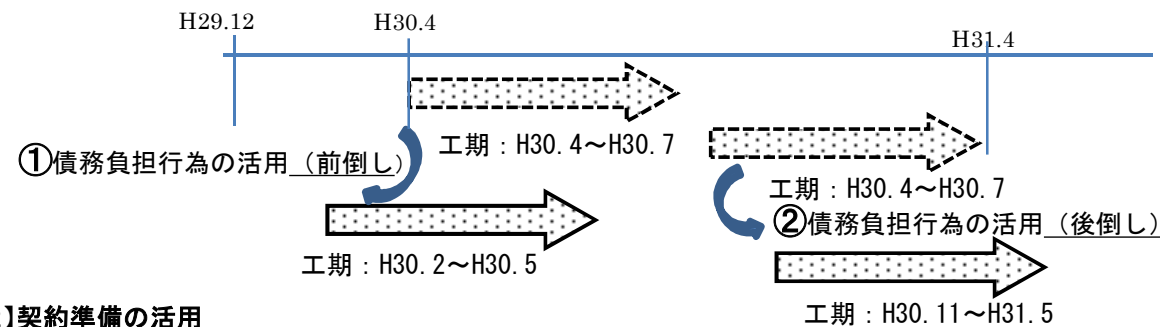 H29.12 H30.4 H31.4
工期：H30.4～H30.7
①債務負担行為の活用（前倒し）
工期：H30.4～H30.7
②債務負担行為の活用（後倒し）
工期：H30.2～H30.5
工期：H30.11～H31.5
】契約準備の活用